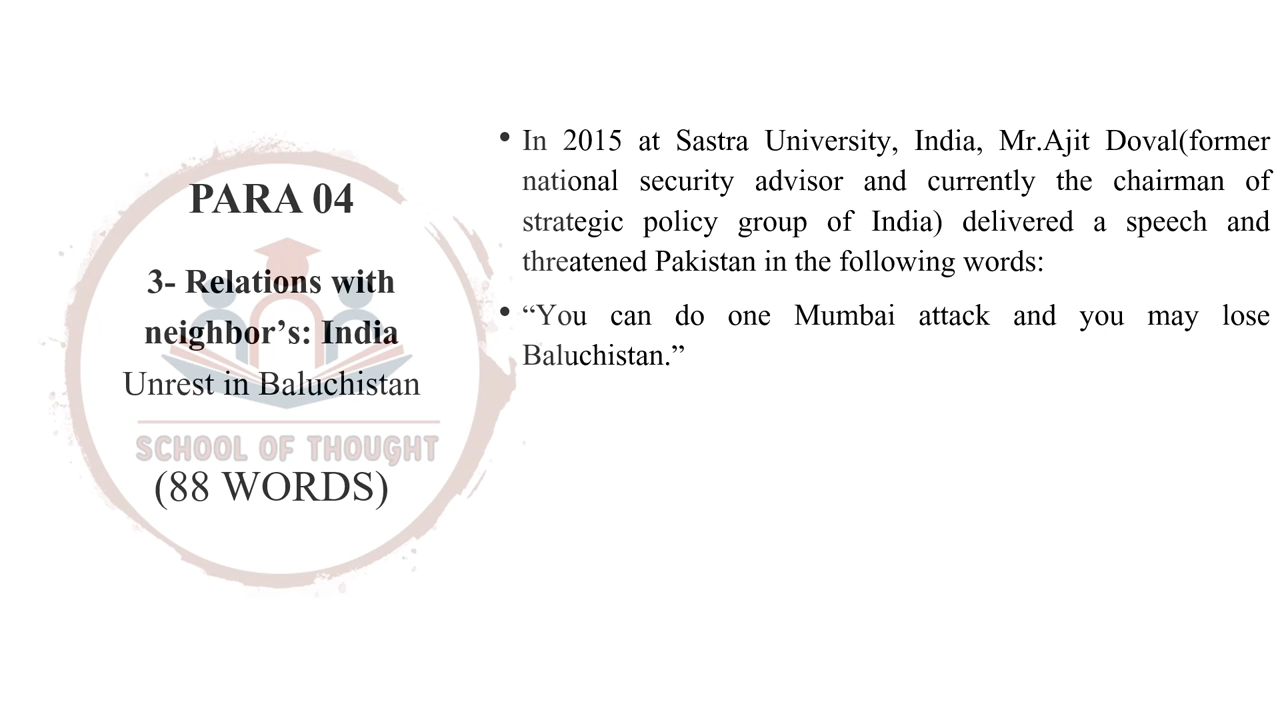 PARA 04
3- Relations with
neighbor’s: India
Unrest in Baluchistan
SCHOOL OF THOUGHT
(88 WORDS)
• In 2015 at Sastra University, India, Mr.Ajit Doval(former
national security advisor and currently the chairman of
strategic policy group of India) delivered a speech and
threatened Pakistan in the following words:
• “You can do one Mumbai attack and you may lose
Baluchistan.”